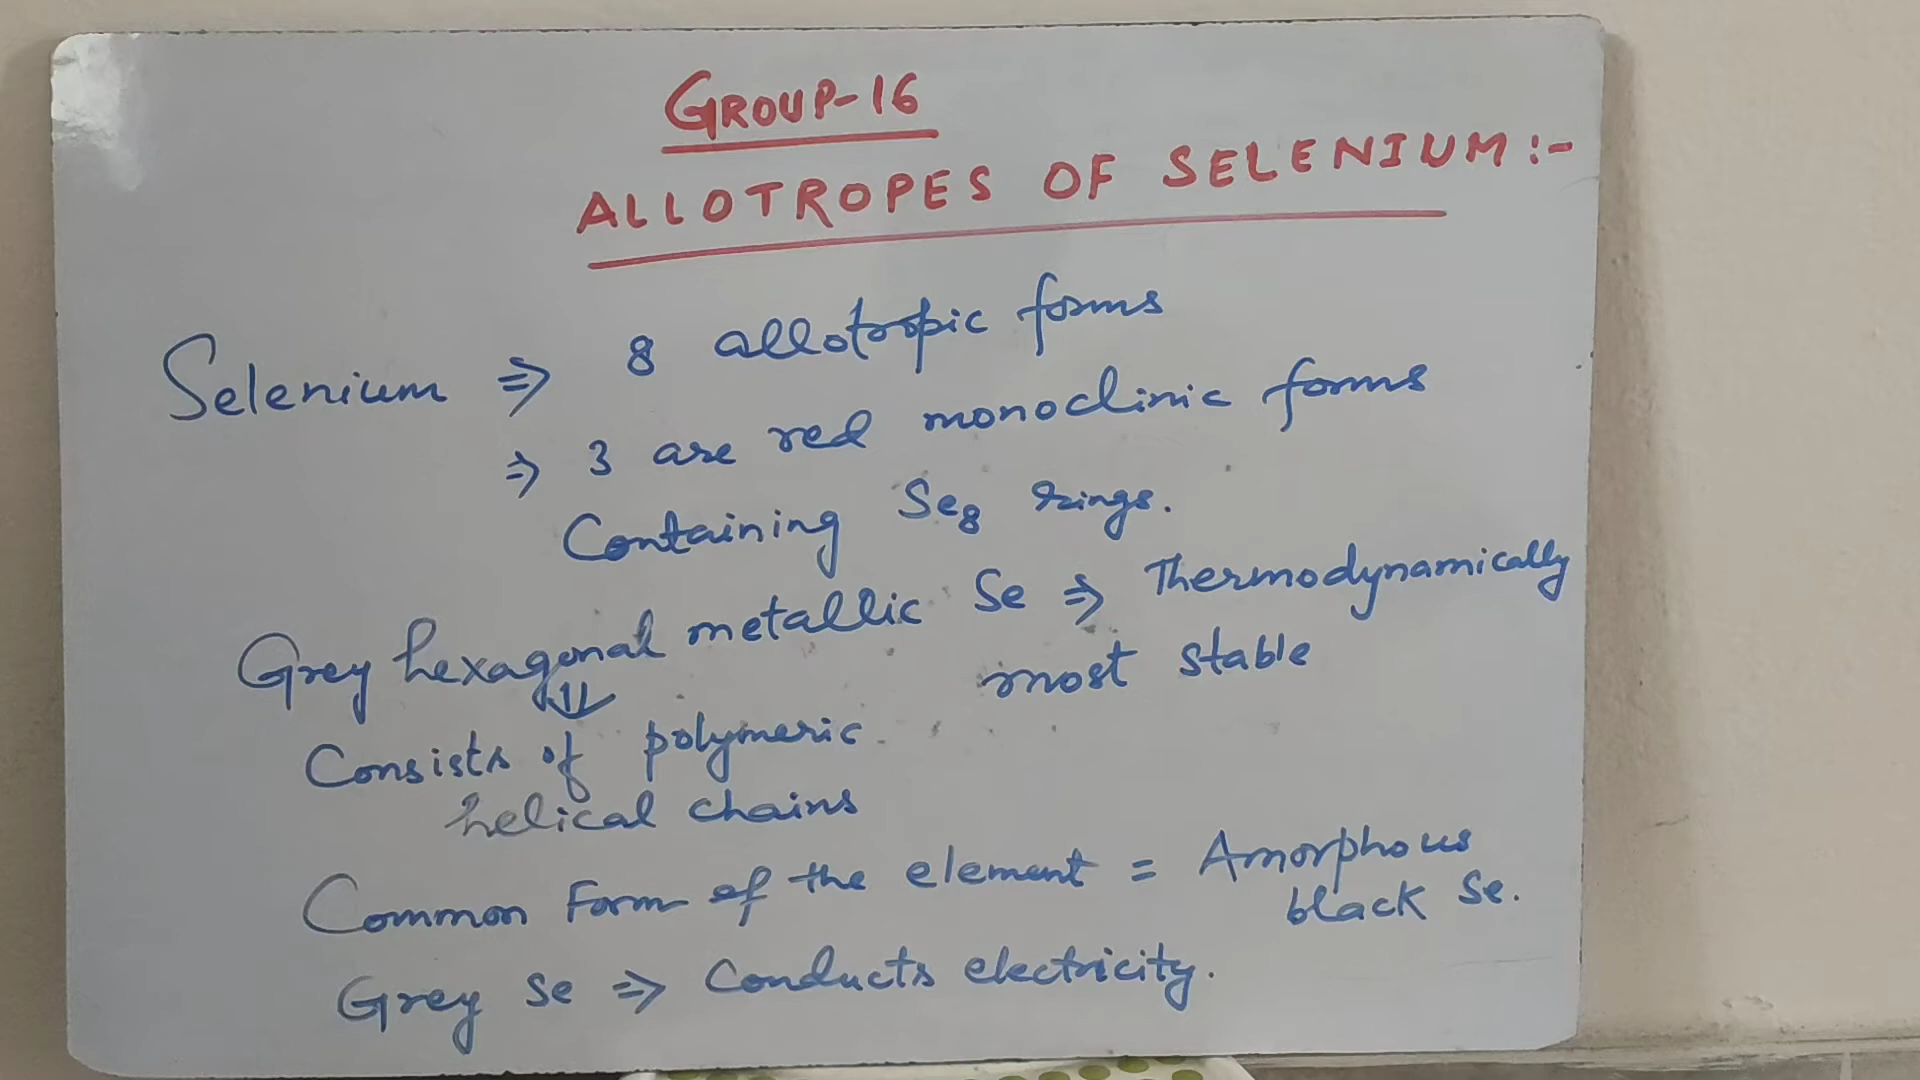 GROUP-16
ALLOTROPES OF SELENIUM:-
Selenium ⇒ 8 allotropic forms
⇒ 3 are red monoclinic forms
Containing Se₈ rings.
Grey hexagonal metallic Se ⇒ Thermodynamically
most stable
⇓
Consists of polymeric
helical chains
Common Form of the element = Amorphous
black Se.
Grey Se ⇒ Conducts electricity.